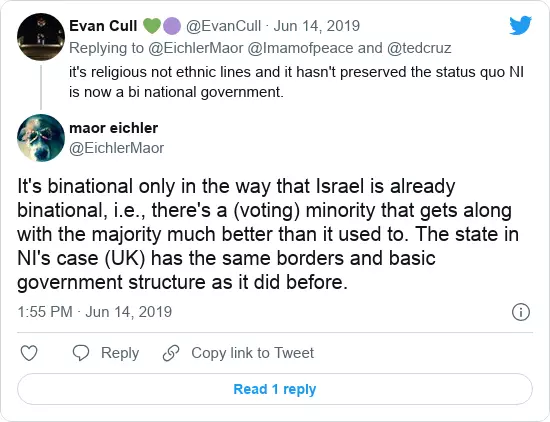 Evan Cull 💚🟣 @EvanCull · Jun 14, 2019
Replying to @EichlerMaor @Imamofpeace and @tedcruz
it's religious not ethnic lines and it hasn't preserved the status quo NI
is now a bi national government.
maor eichler
@EichlerMaor
It's binational only in the way that Israel is already
binational, i.e., there's a (voting) minority that gets along
with the majority much better than it used to. The state in
NI's case (UK) has the same borders and basic
government structure as it did before.
1:55 PM · Jun 14, 2019
Reply Copy link to Tweet
Read 1 reply